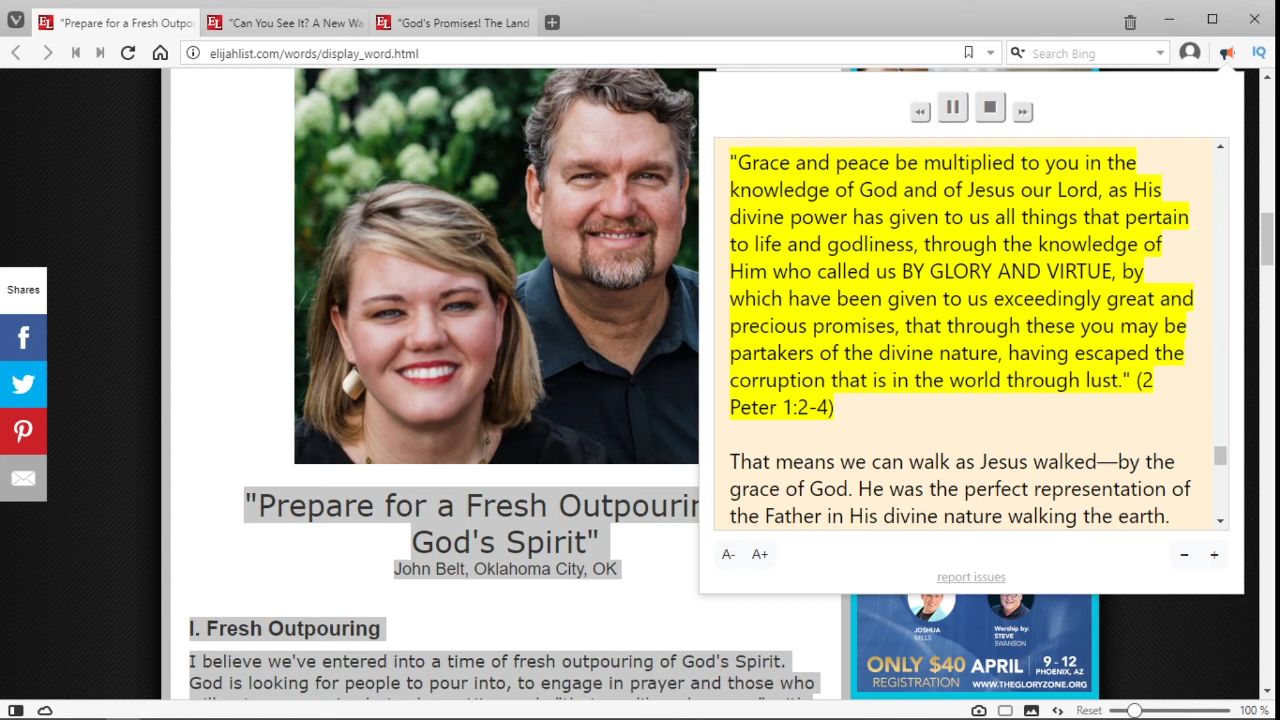 "Prepare for a Fresh Outpo
"Can You See It? A New Wa
"God's Promises! The Land
elijahlist.com/words/display_word.html
Search Bing
IQ
"Grace and peace be multiplied to you in the
knowledge of God and of Jesus our Lord, as His
divine power has given to us all things that pertain
to life and godliness, through the knowledge of
Him who called us BY GLORY AND VIRTUE, by
which have been given to us exceedingly great and
precious promises, that through these you may be
partakers of the divine nature, having escaped the
corruption that is in the world through lust." (2
Peter 1:2-4)
That means we can walk as Jesus walked—by the
grace of God. He was the perfect representation of
the Father in His divine nature walking the earth.
A- A+ - +
report issues
Shares
"Prepare for a Fresh Outpourin
God's Spirit"
John Belt, Oklahoma City, OK
I. Fresh Outpouring
I believe we've entered into a time of fresh outpouring of God's Spirit.
God is looking for people to pour into, to engage in prayer and those who
JOSHUA
MILLS
Worship by:
STEVE
SWANSON
ONLY $40
REGISTRATION
APRIL 9-12
PHOENIX, AZ
WWW.THEGLORYZONE.ORG
Reset
100 %